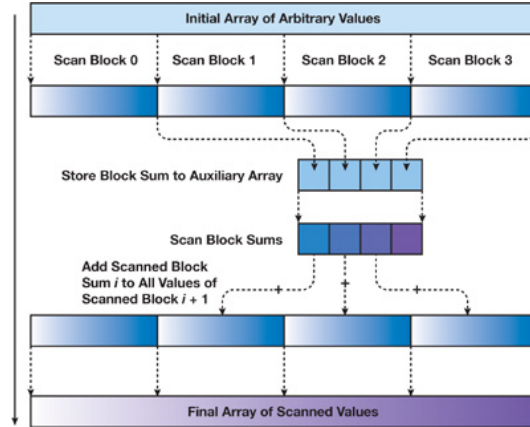 Initial Array of Arbitrary Values
Scan Block 0 Scan Block 1 Scan Block 2 Scan Block 3
Store Block Sum to Auxiliary Array
Scan Block Sums
Add Scanned Block
Sum i to All Values of
Scanned Block i + 1
+ + +
Final Array of Scanned Values